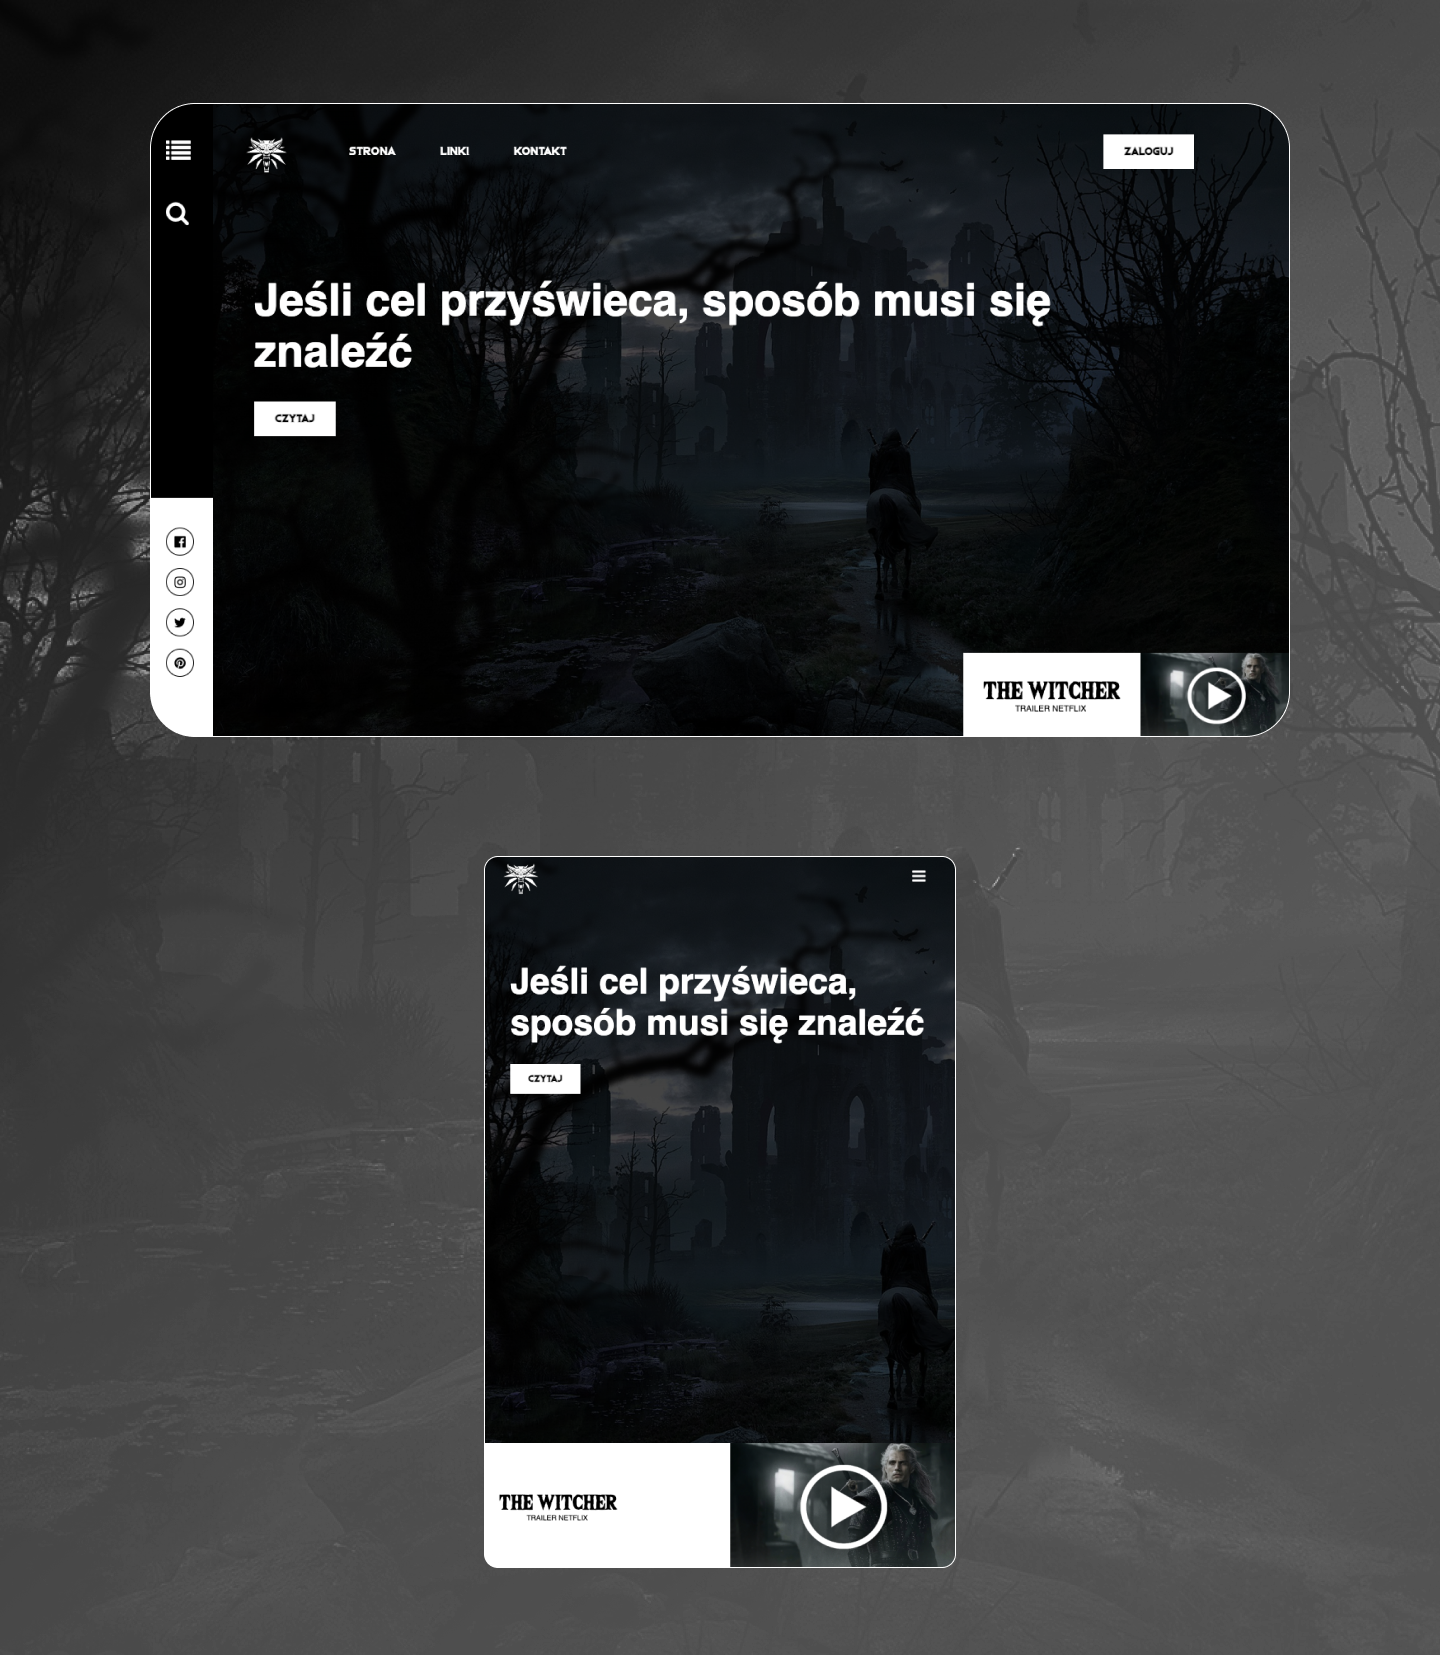 STRONA
LINKI
KONTAKT
ZALOGUJ
Jeśli cel przyświeca, sposób musi się
znaleźć
CZYTAJ
THE WITCHER
TRAILER NETFLIX
Jeśli cel przyświeca,
sposób musi się znaleźć
CZYTAJ
THE WITCHER
TRAILER NETFLIX